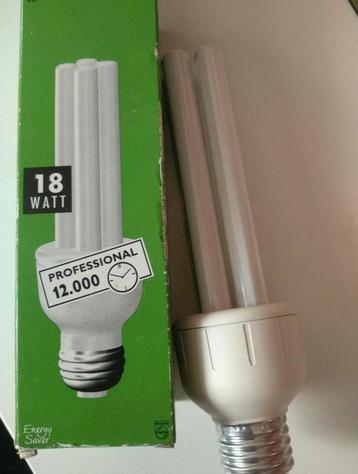 18
WATT
PROFESSIONAL
12.000
Energy
Saver